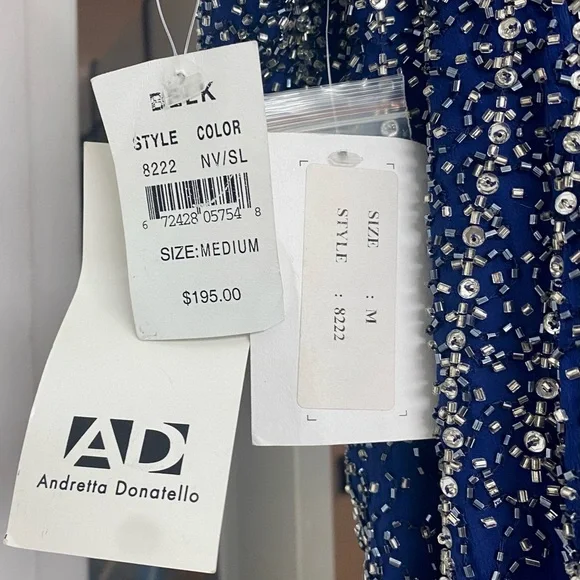 BELK
STYLE COLOR
8222 NV/SL
6 72428 05754 8
SIZE:MEDIUM
$195.00
SIZE : M
STYLE : 8222
AD
Andretta Donatello